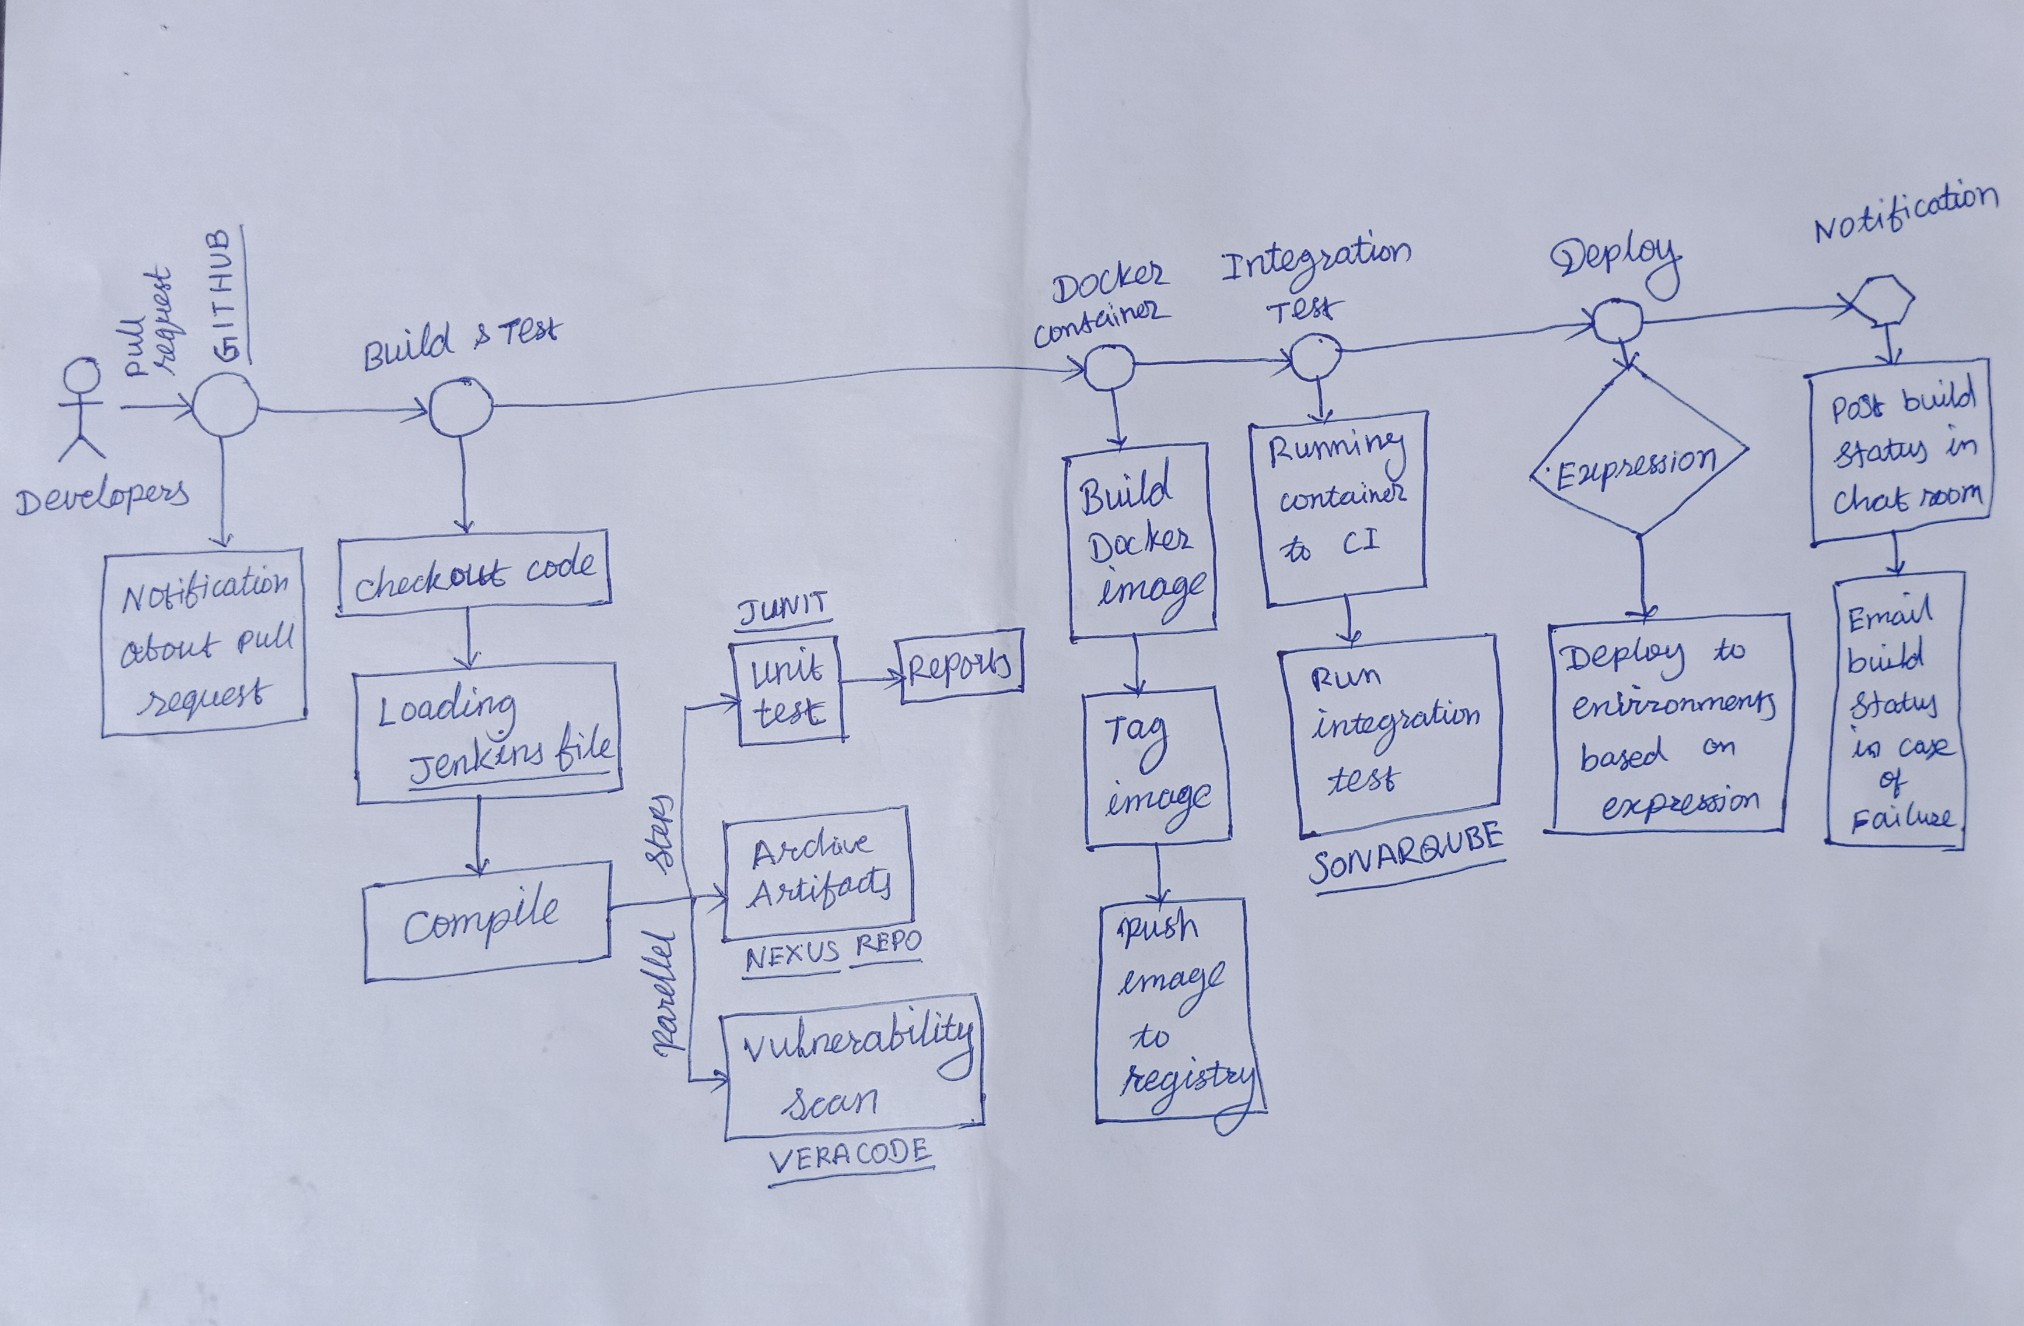 Developers
Pull
request
GITHUB
Notification
about pull
request
Build & Test
checkout code
Loading
Jenkins file
Compile
Parellel Steps
JUNIT
Unit
test
Reports
Archive
Artifacts
NEXUS REPO
Vulnerability
Scan
VERACODE
Docker
container
Build
Docker
image
Tag
image
Push
image
to
registry
Integration
Test
Running
container
to CI
Run
integration
test
SONARQUBE
Deploy
Expression
Deploy to
environments
based on
expression
Notification
Post build
Status in
Chat room
Email
build
Status
in case
of
Failure